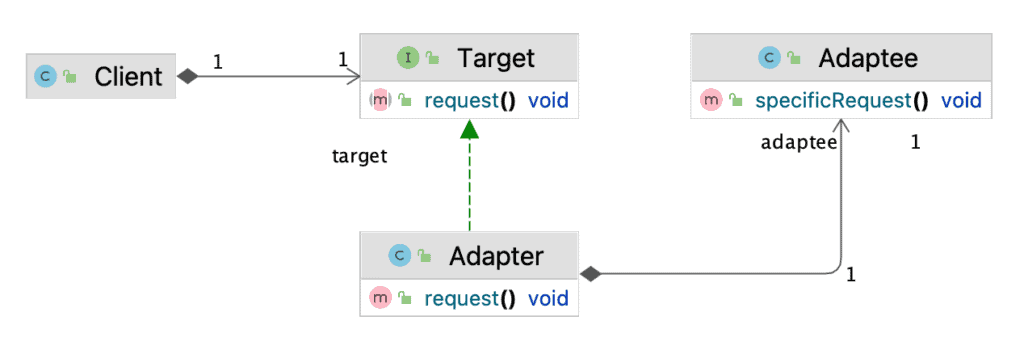 C Client
1
1
I Target
m request() void
C Adaptee
m specificRequest() void
target
adaptee
1
C Adapter
m request() void
1